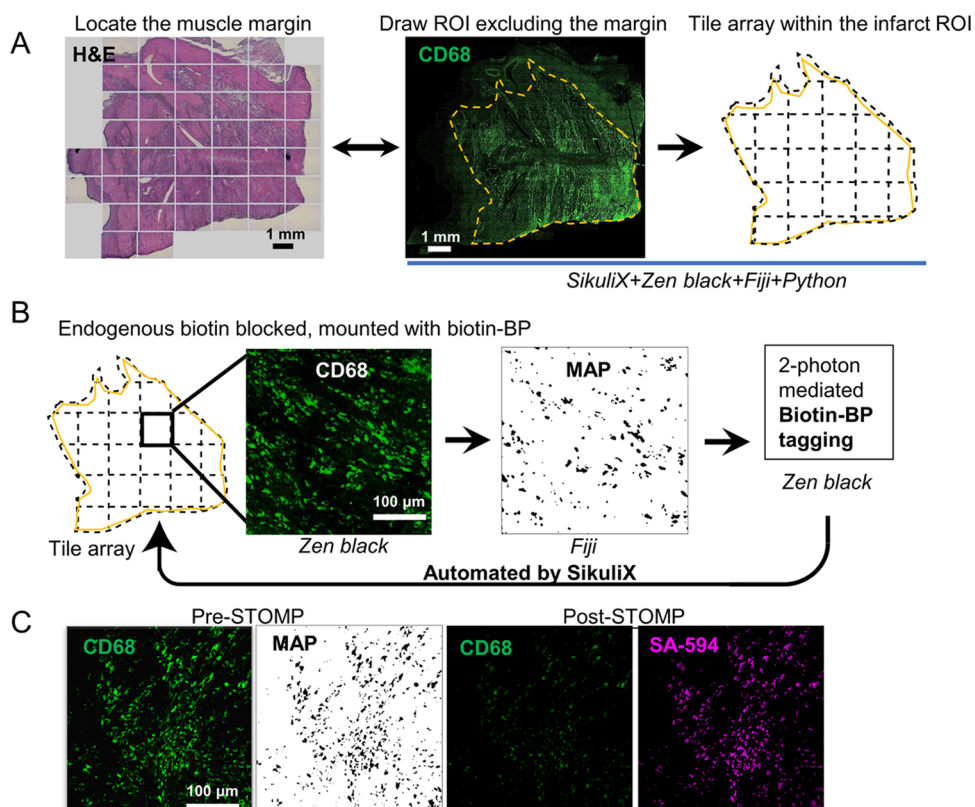 A
Locate the muscle margin
Draw ROI excluding the margin
Tile array within the infarct ROI
H&E
1 mm
CD68
1 mm
SikuliX+Zen black+Fiji+Python
B
Endogenous biotin blocked, mounted with biotin-BP
Tile array
CD68
100 µm
Zen black
MAP
Fiji
2-photon
mediated
Biotin-BP
tagging
Zen black
Automated by SikuliX
C
Pre-STOMP
Post-STOMP
CD68
100 µm
MAP
CD68
SA-594